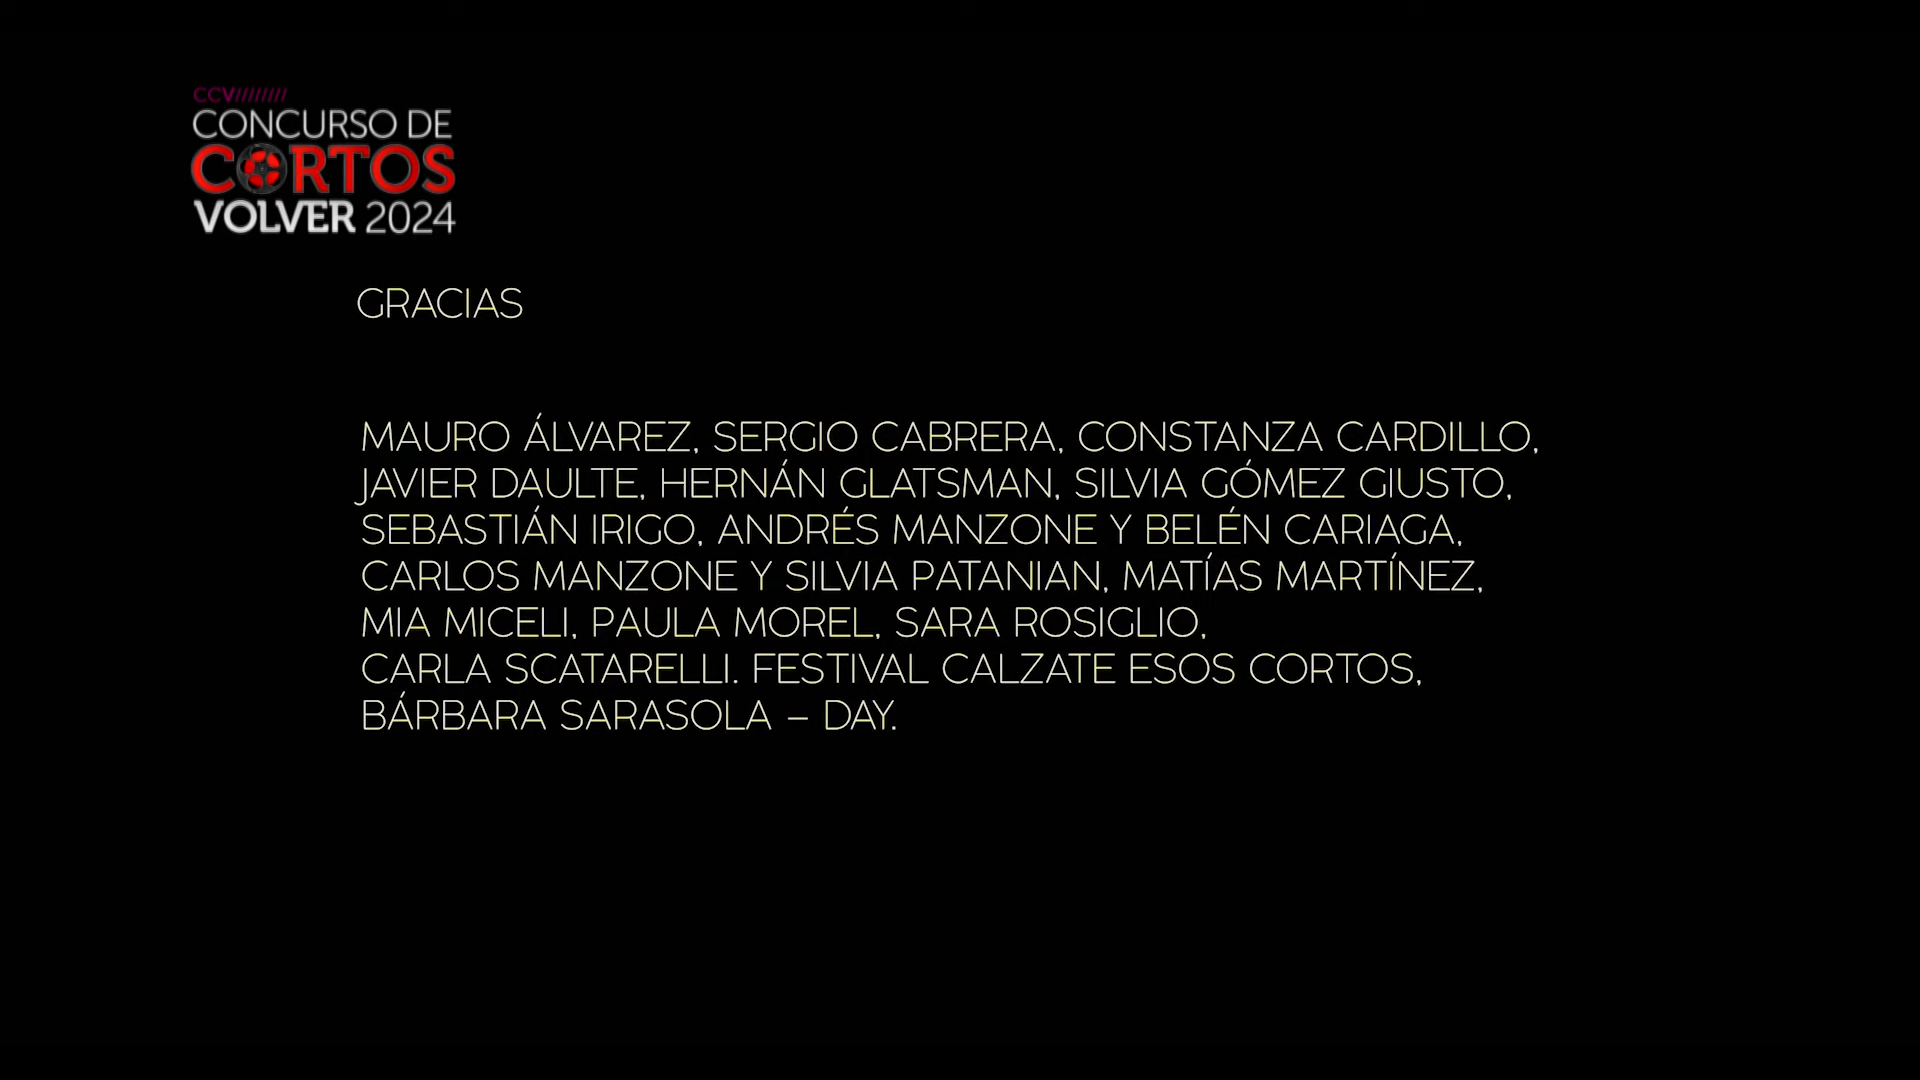 CCV////////
CONCURSO DE
CORTOS
VOLVER 2024
GRACIAS
MAURO ÁLVAREZ, SERGIO CABRERA, CONSTANZA CARDILLO,
JAVIER DAULTE, HERNÁN GLATSMAN, SILVIA GÓMEZ GIUSTO,
SEBASTIÁN IRIGO, ANDRÉS MANZONE Y BELÉN CARIAGA,
CARLOS MANZONE Y SILVIA PATANIAN, MATÍAS MARTÍNEZ,
MIA MICELI, PAULA MOREL, SARA ROSIGLIO,
CARLA SCATARELLI. FESTIVAL CALZATE ESOS CORTOS,
BÁRBARA SARASOLA – DAY.